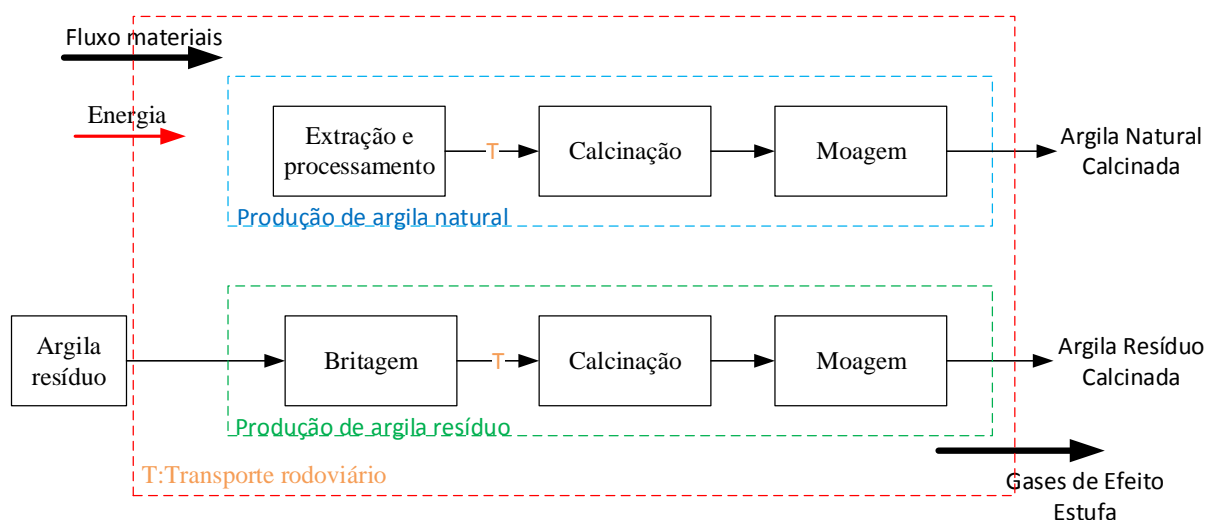 Fluxo materiais
Energia
Extração e
processamento
T
Calcinação
Moagem
Argila Natural
Calcinada
Produção de argila natural
Argila
resíduo
Britagem
T
Calcinação
Moagem
Argila Resíduo
Calcinada
Produção de argila resíduo
T:Transporte rodoviário
Gases de Efeito
Estufa